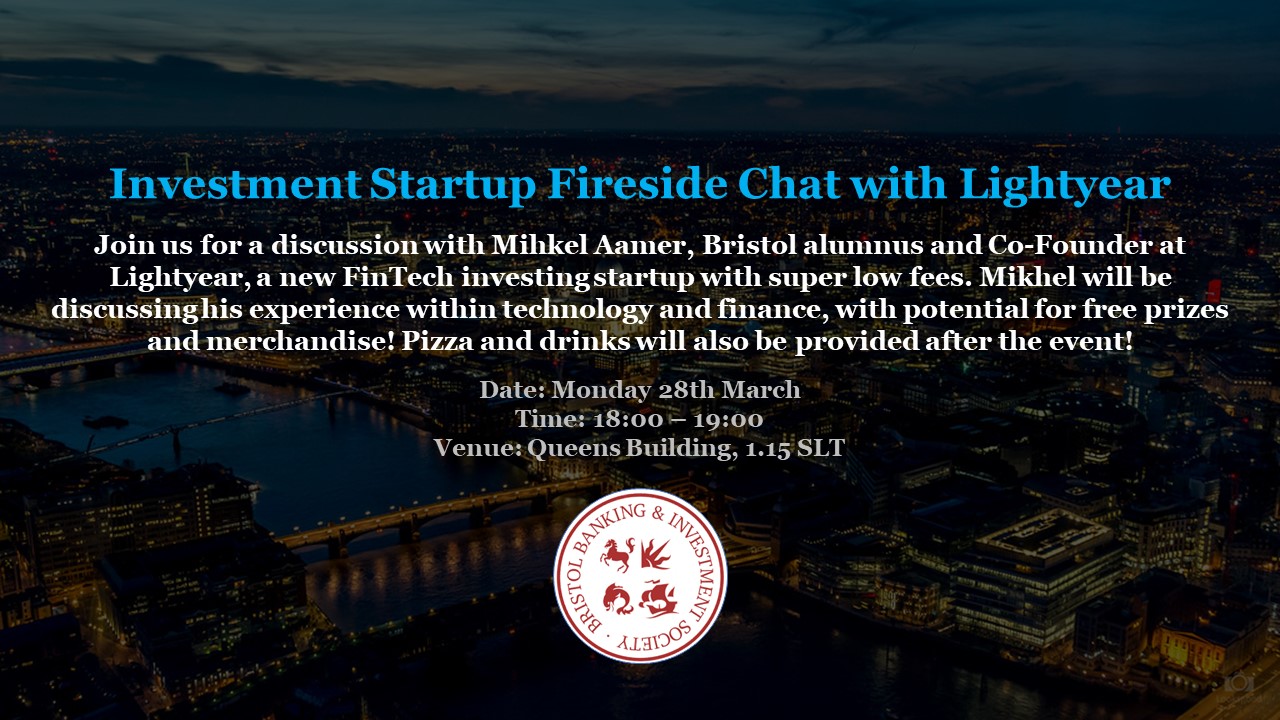 Investment Startup Fireside Chat with Lightyear
Join us for a discussion with Mihkel Aamer, Bristol alumnus and Co-Founder at
Lightyear, a new FinTech investing startup with super low fees. Mikhel will be
discussing his experience within technology and finance, with potential for free prizes
and merchandise! Pizza and drinks will also be provided after the event!
Date: Monday 28th March
Time: 18:00 – 19:00
Venue: Queens Building, 1.15 SLT
BRISTOL BANKING & INVESTMENT SOCIETY ·